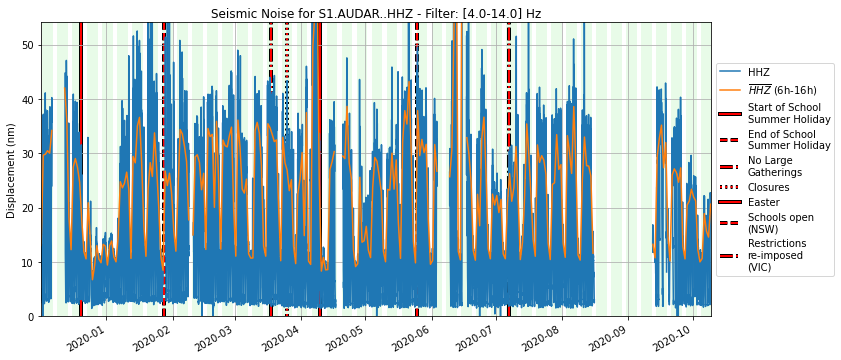 Seismic Noise for S1.AUDAR..HHZ - Filter: [4.0-14.0] Hz
Displacement (nm)
50
40
30
20
10
0
2020-01
2020-02
2020-03
2020-04
2020-05
2020-06
2020-07
2020-08
2020-09
2020-10
HHZ
HHZ (6h-16h)
Start of School
Summer Holiday
End of School
Summer Holiday
No Large
Gatherings
Closures
Easter
Schools open
(NSW)
Restrictions
re-imposed
(VIC)